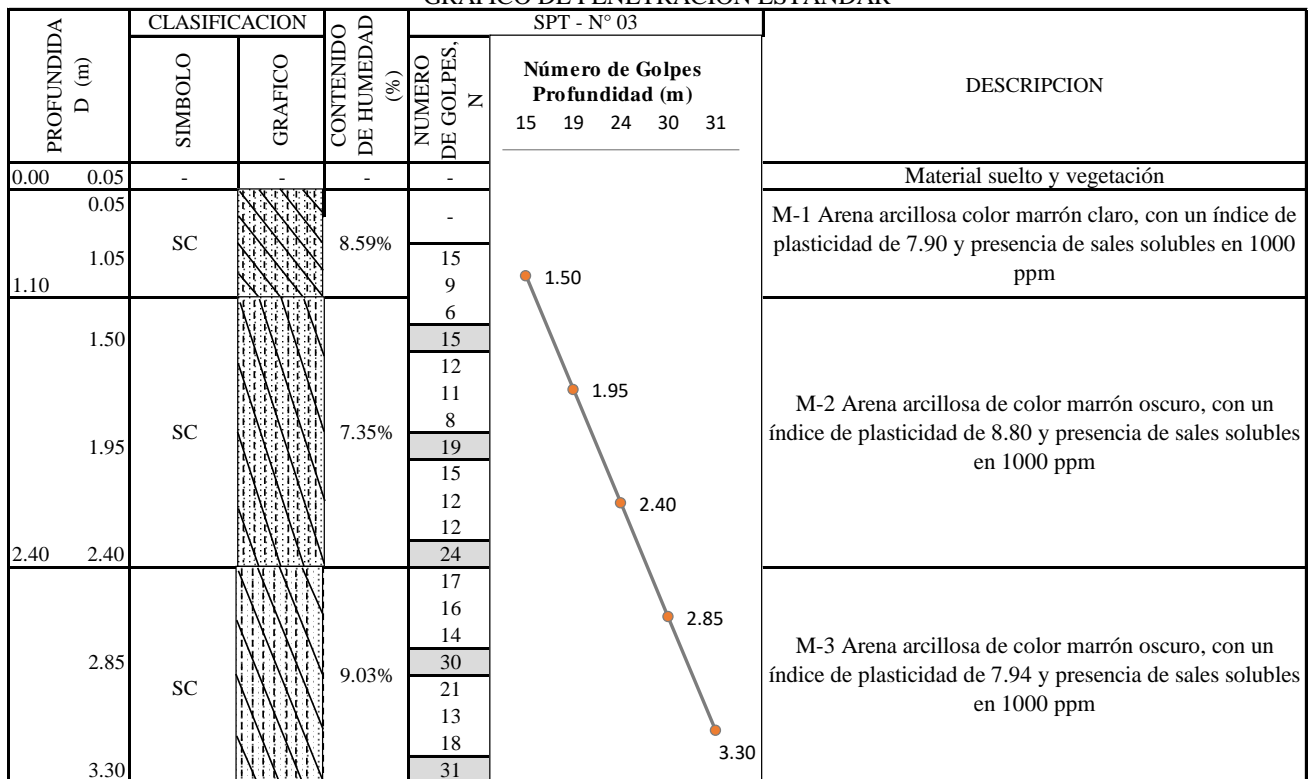 GRAFICO DE PENETRACION ESTANDAR
PROFUNDIDA
D (m)
CLASIFICACION
SIMBOLO
GRAFICO
CONTENIDO
DE HUMEDAD
(%)
SPT - N° 03
NUMERO
DE GOLPES,
N
Número de Golpes
Profundidad (m)
15 19 24 30 31
DESCRIPCION
0.00 0.05 - - - - Material suelto y vegetación
0.05
1.05
1.10
SC
8.59%
-
15
9
M-1 Arena arcillosa color marrón claro, con un índice de
plasticidad de 7.90 y presencia de sales solubles en 1000
ppm
1.50
1.95
2.40 2.40
SC
7.35%
6
15
12
11
8
19
15
12
12
24
M-2 Arena arcillosa de color marrón oscuro, con un
índice de plasticidad de 8.80 y presencia de sales solubles
en 1000 ppm
2.85
3.30
SC
9.03%
17
16
14
30
21
13
18
31
M-3 Arena arcillosa de color marrón oscuro, con un
índice de plasticidad de 7.94 y presencia de sales solubles
en 1000 ppm
1.50
1.95
2.40
2.85
3.30